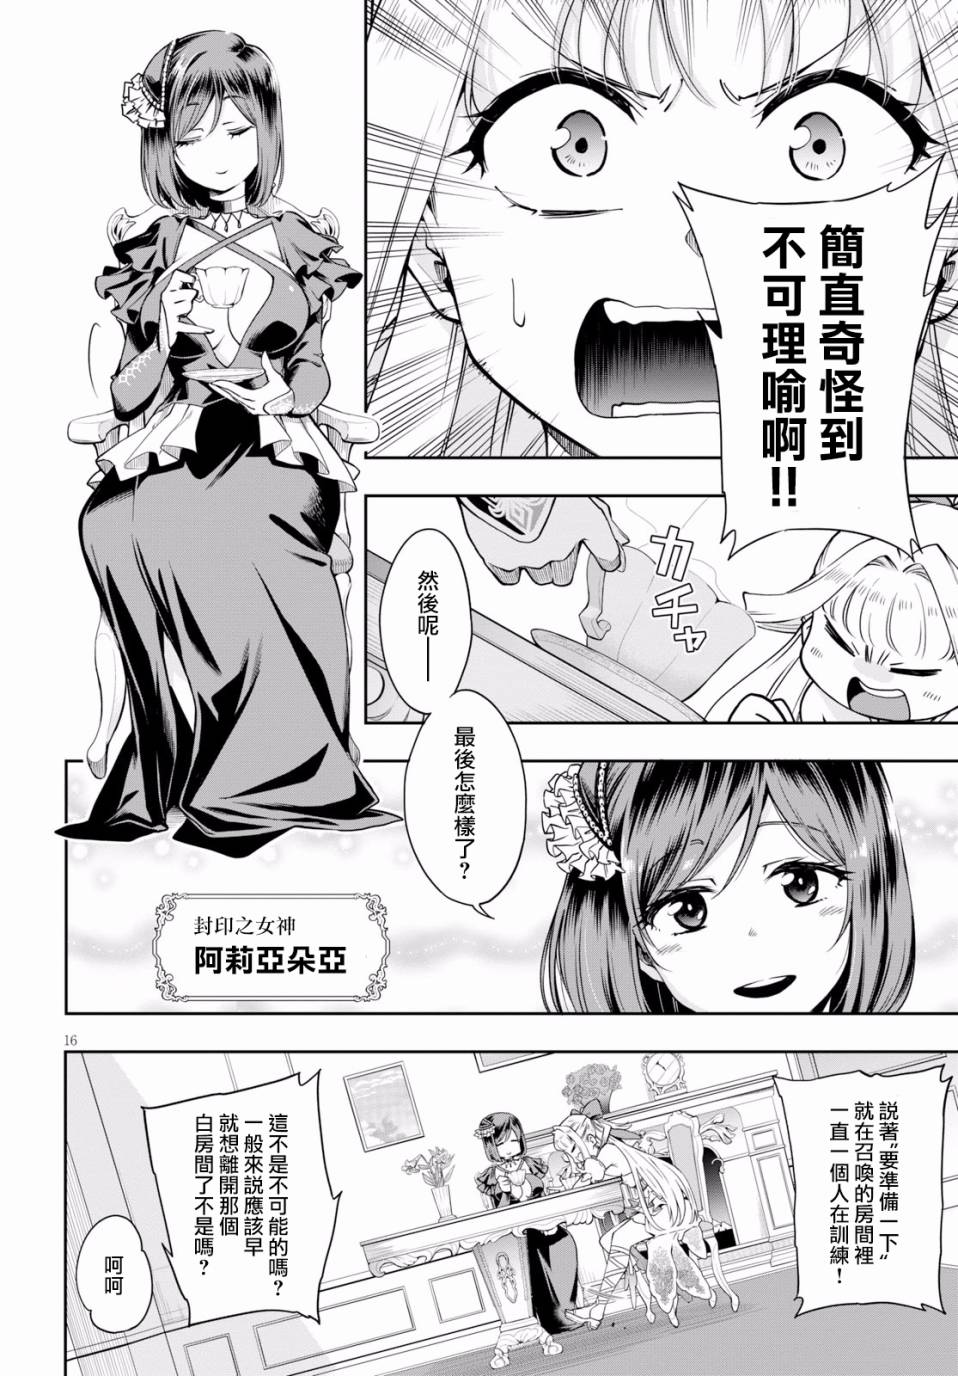 簡直奇怪到
不可理喻啊!!
カチャ
然後呢——
最後怎麼樣了?
封印之女神
阿莉亞朵亞
16
説著"要準備一下"
就在召喚的房間裡
一直一個人在訓練!
這不是不可能的嗎?
一般來説應該早
就想離開那個
白房間了不是嗎?
呵呵